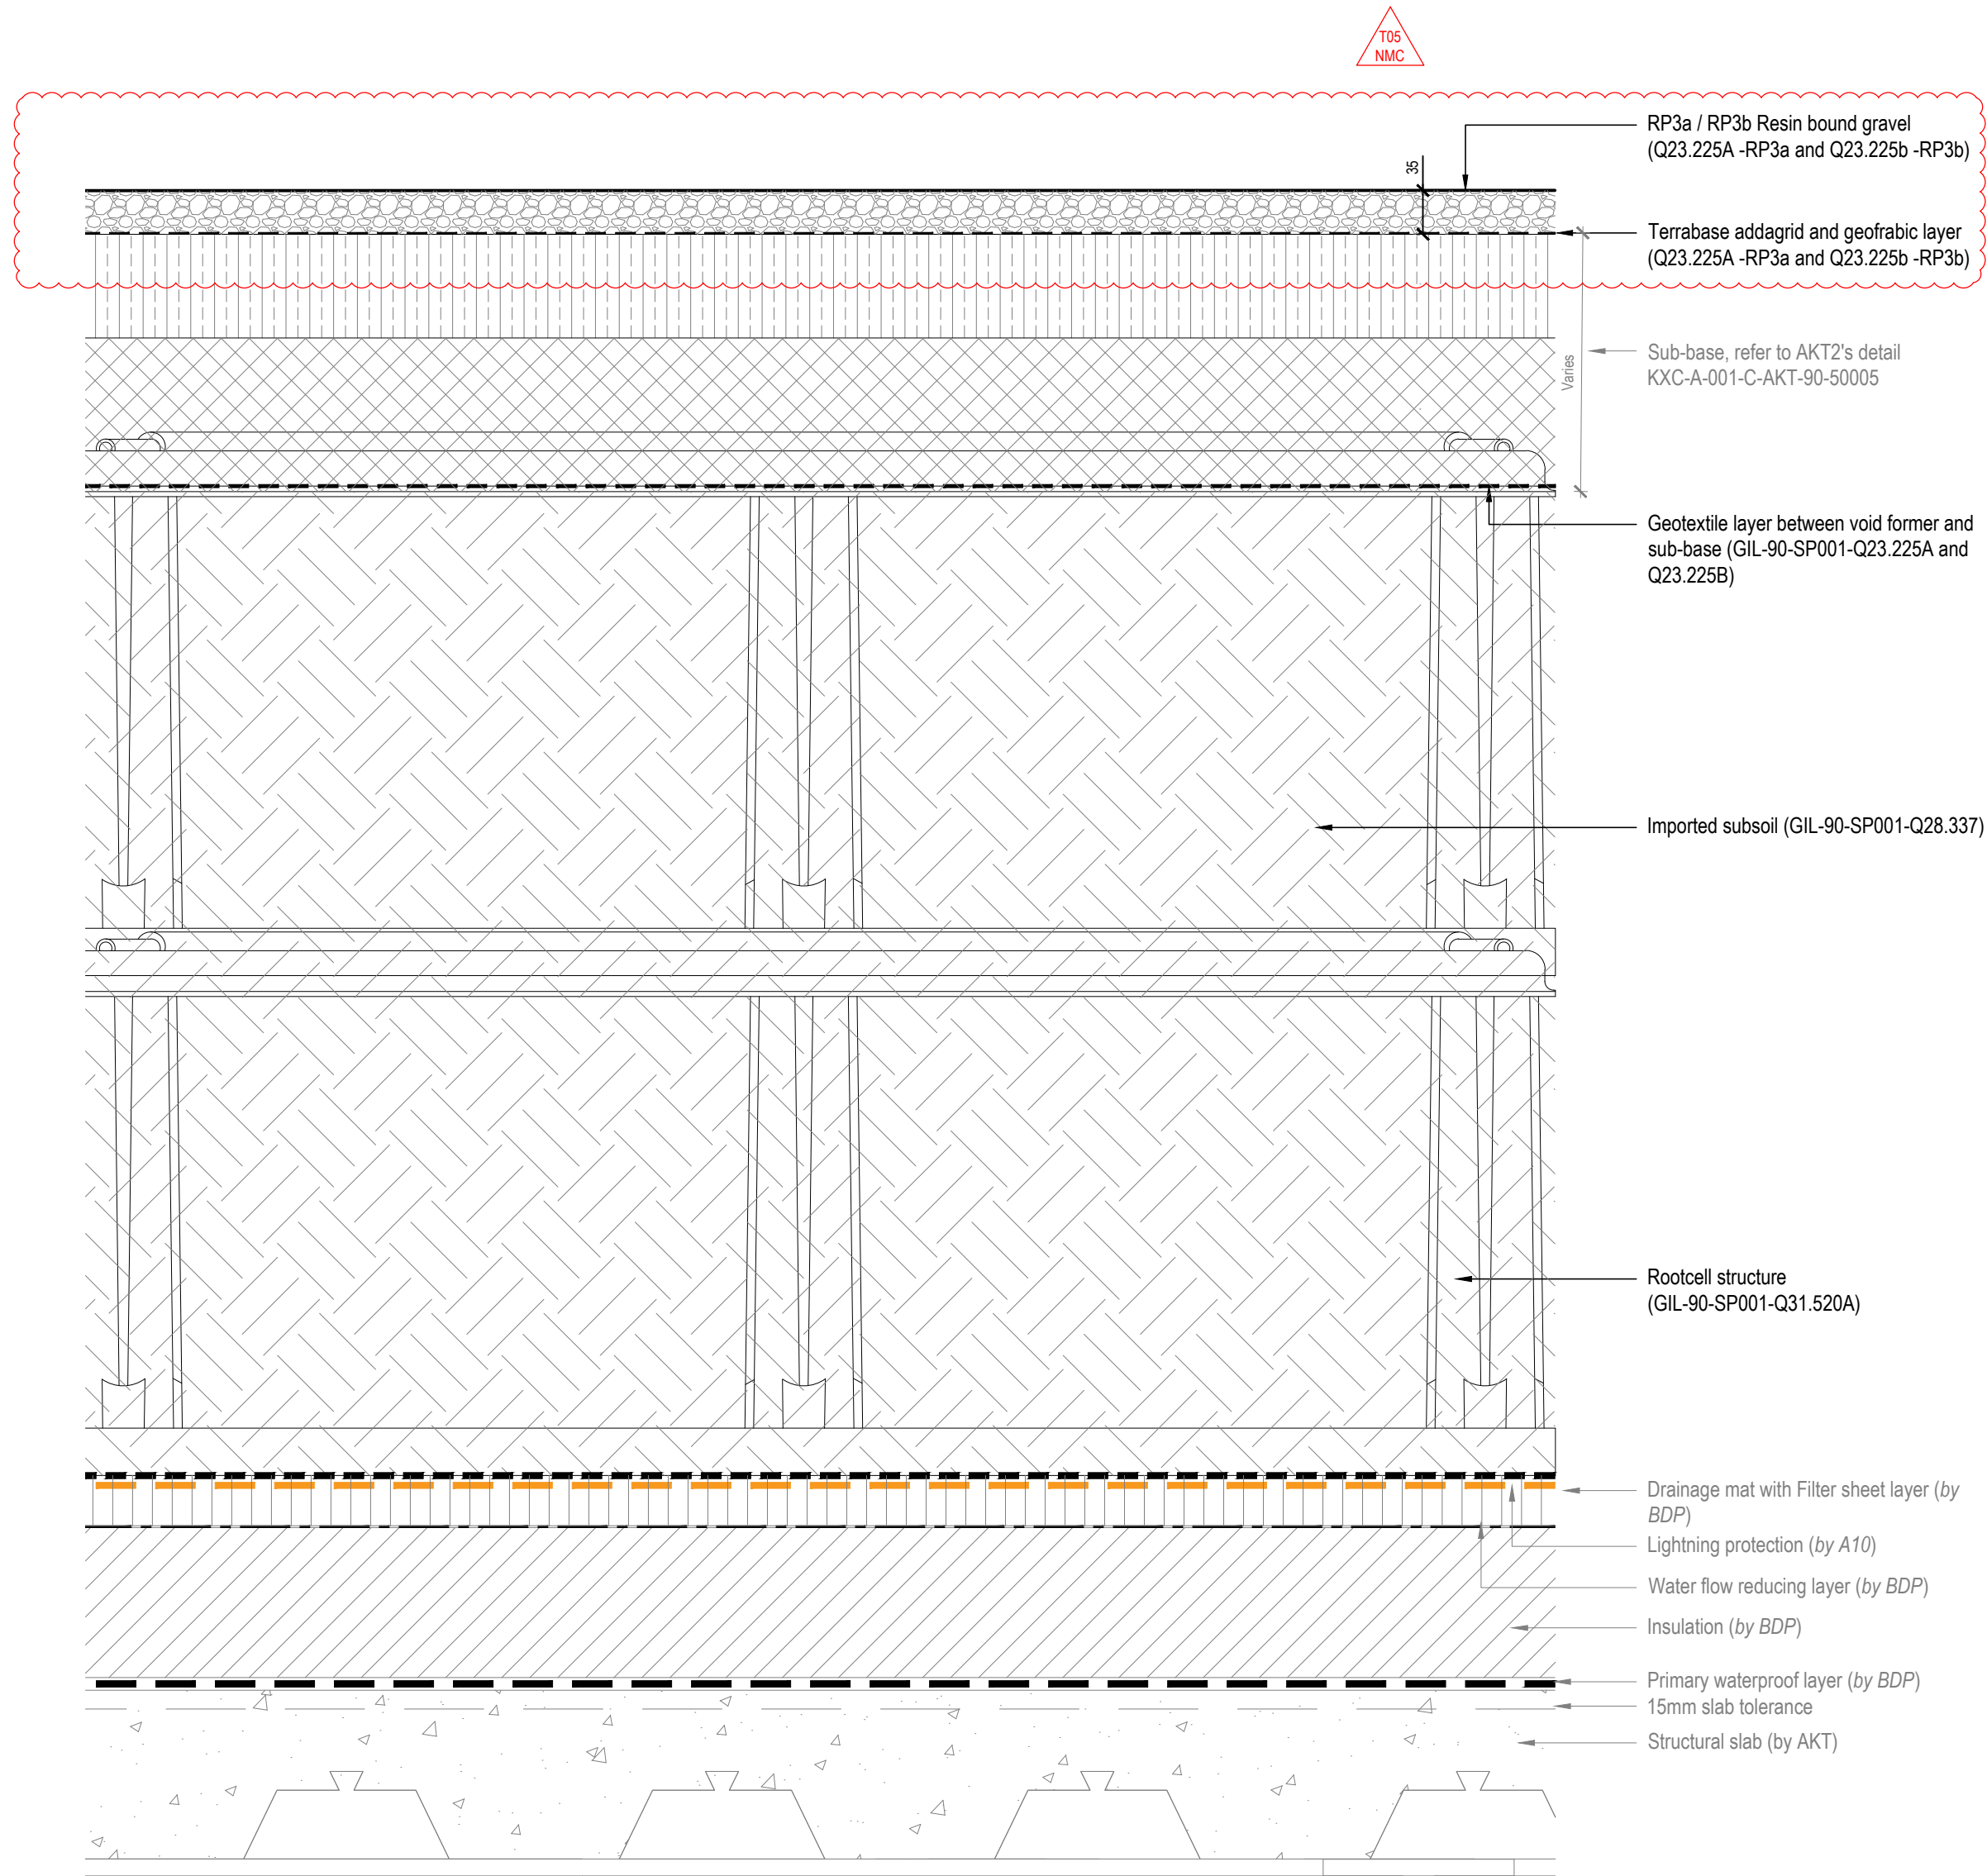 T05
NMC
RP3a / RP3b Resin bound gravel
(Q23.225A -RP3a and Q23.225b -RP3b)
35
Terrabase addagrid and geofrabic layer
(Q23.225A -RP3a and Q23.225b -RP3b)
Sub-base, refer to AKT2's detail
KXC-A-001-C-AKT-90-50005
Varies
Geotextile layer between void former and
sub-base (GIL-90-SP001-Q23.225A and
Q23.225B)
Imported subsoil (GIL-90-SP001-Q28.337)
Rootcell structure
(GIL-90-SP001-Q31.520A)
Drainage mat with Filter sheet layer (by
BDP)
Lightning protection (by A10)
Water flow reducing layer (by BDP)
Insulation (by BDP)
Primary waterproof layer (by BDP)
15mm slab tolerance
Structural slab (by AKT)